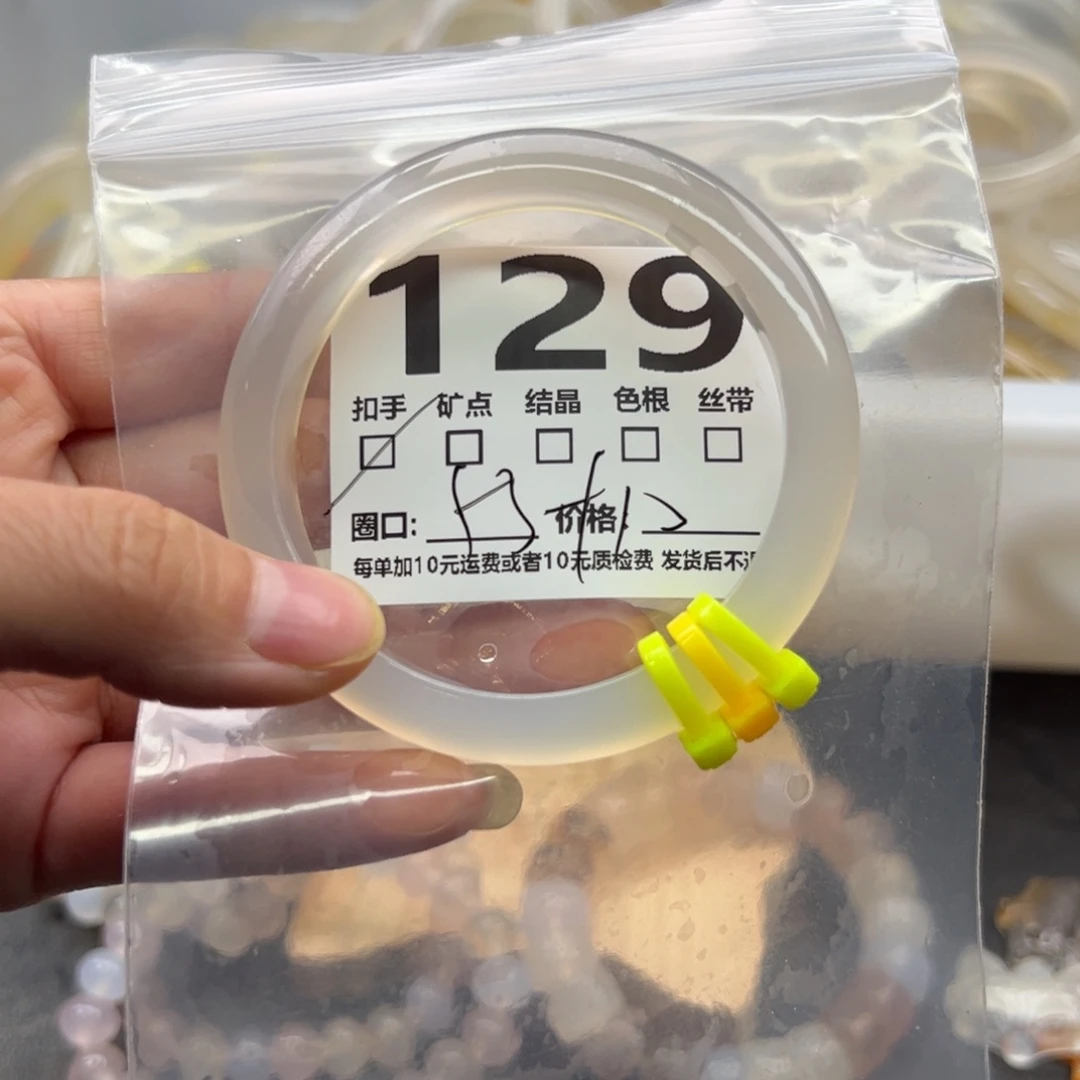 129
扣手 矿点 结晶 色根 丝带
圈口: 价格:
每单加10元运费或者10元质检费 发货后不